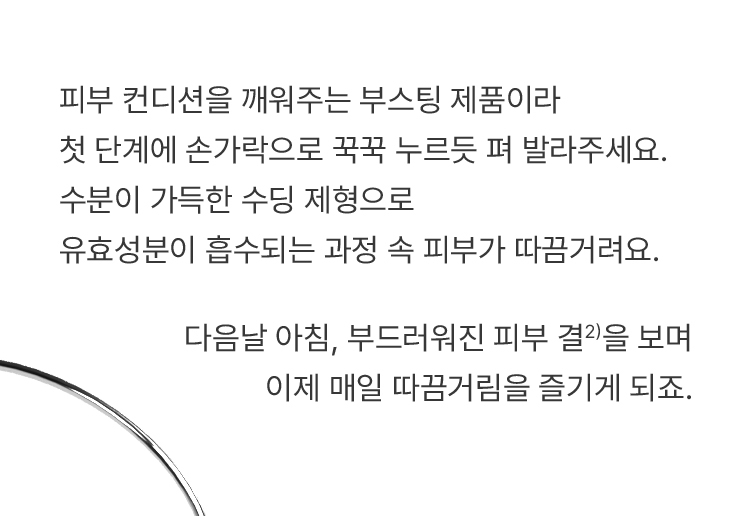 피부 컨디션을 깨워주는 부스팅 제품이라
첫 단계에 손가락으로 꾹꾹 누르듯 펴 발라주세요.
수분이 가득한 수딩 제형으로
유효성분이 흡수되는 과정 속 피부가 따끔거려요.
다음날 아침, 부드러워진 피부 결2)을 보며
이제 매일 따끔거림을 즐기게 되죠.